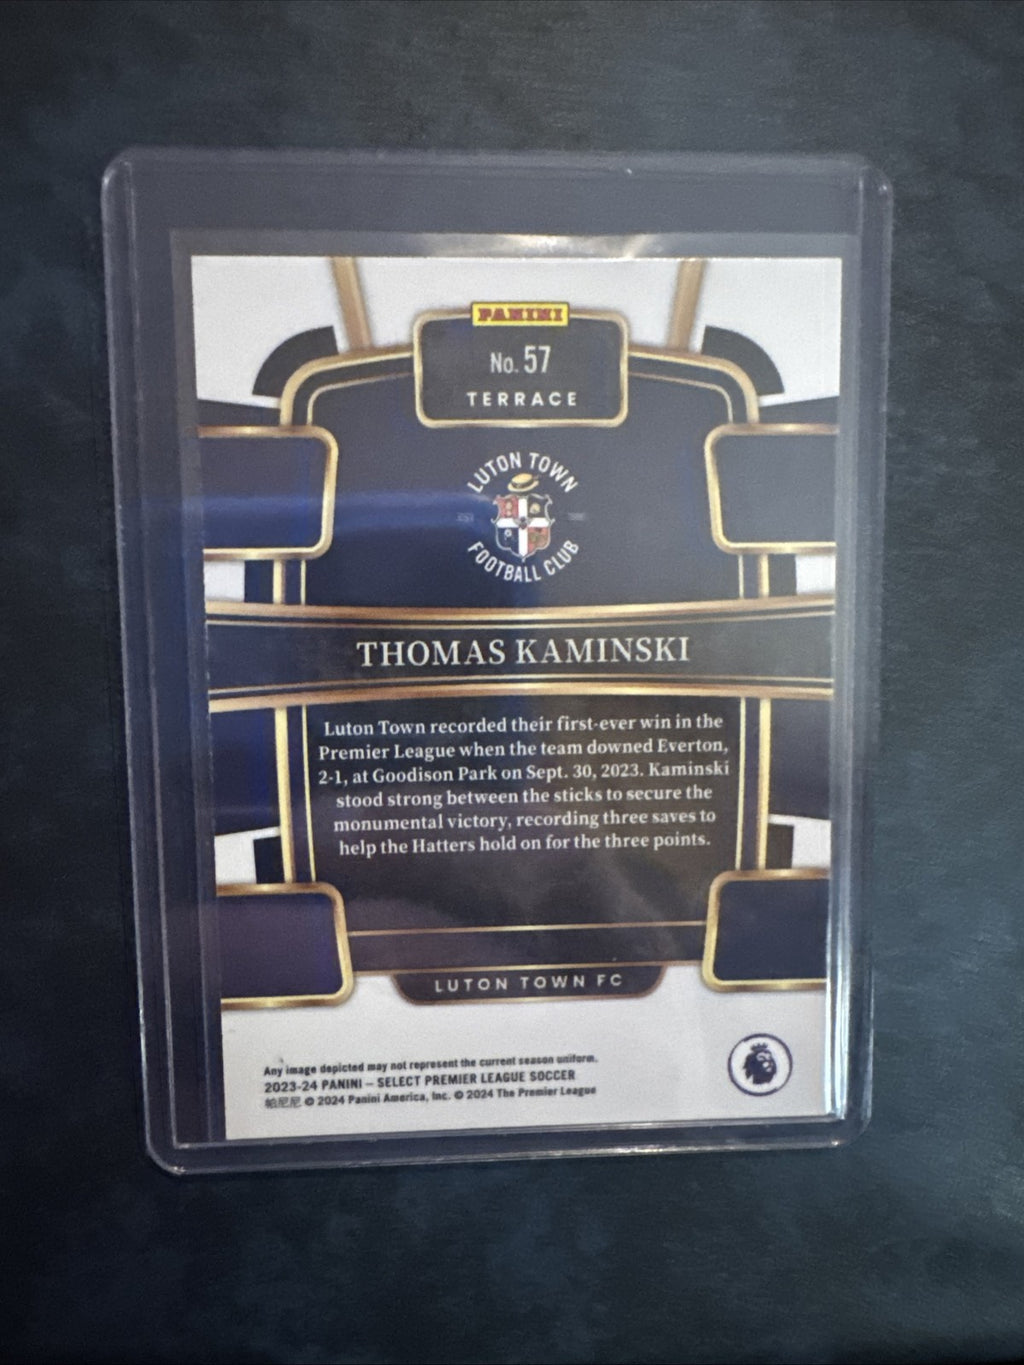 PANINI
No. 57
TERRACE
LUTON TOWN
FOOTBALL CLUB
THOMAS KAMINSKI
Luton Town recorded their first-ever win in the
Premier League when the team downed Everton,
2-1, at Goodison Park on Sept. 30, 2023. Kaminski
stood strong between the sticks to secure the
monumental victory, recording three saves to
help the Hatters hold on for the three points.
LUTON TOWN FC
Any image depicted may not represent the current season uniform.
2023-24 PANINI – SELECT PREMIER LEAGUE SOCCER
帕尼尼 © 2024 Panini America, Inc. © 2024 The Premier League